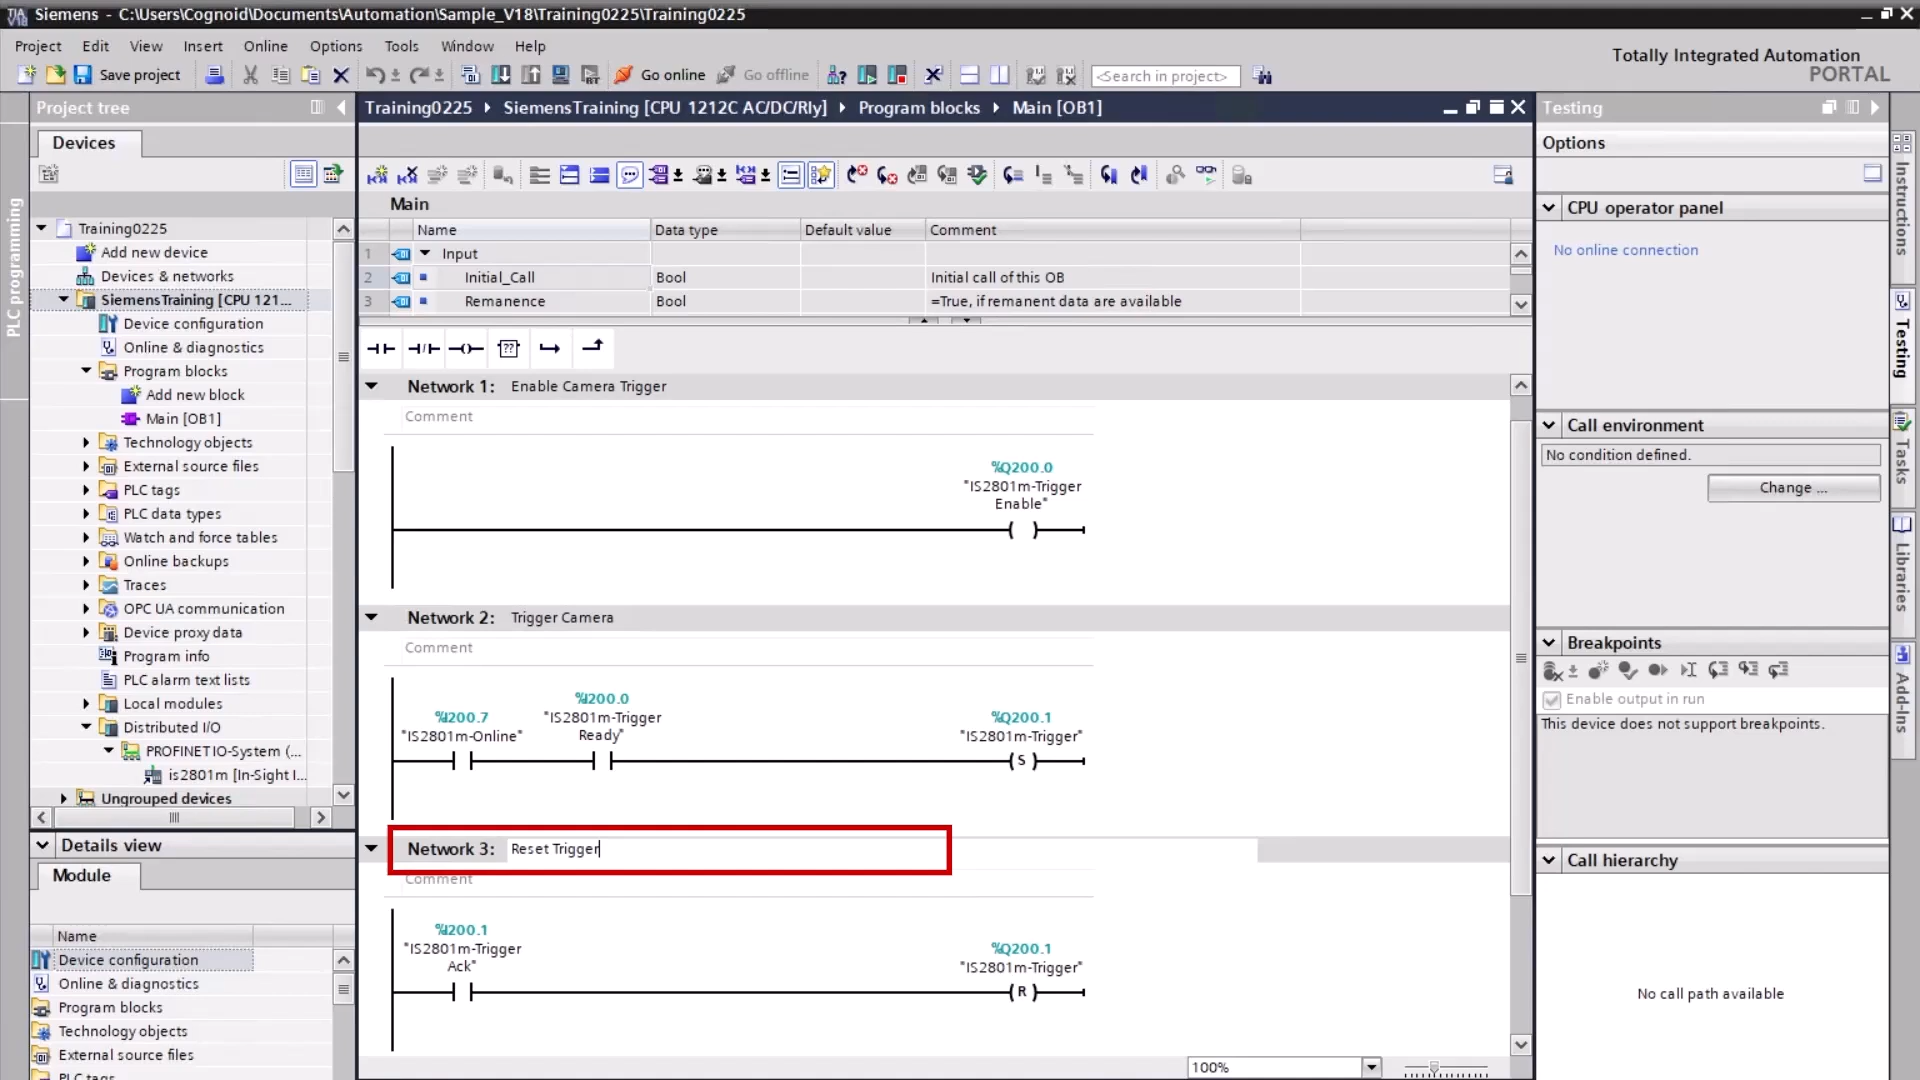 Siemens - C:\Users\Cognoid\Documents\Automation\Sample_V18\Training0225\Training0225
Project Edit View Insert Online Options Tools Window Help
Totally Integrated Automation
PORTAL
Save project
Go online
Go offline
<Search in project>
Project tree
Training0225 SiemensTraining [CPU 1212C AC/DC/Rly] Program blocks Main [OB1]
Testing
Devices
Options
PLC programming
Training0225
Add new device
Devices & networks
SiemensTraining [CPU 121...
Device configuration
Online & diagnostics
Program blocks
Add new block
Main [OB1]
Technology objects
External source files
PLC tags
PLC data types
Watch and force tables
Online backups
Traces
OPC UA communication
Device proxy data
Program info
PLC alarm text lists
Local modules
Distributed I/O
PROFINET IO-System (...
is2801m [In-Sight I...
Ungrouped devices
Details view
Module
Name
Device configuration
Online & diagnostics
Program blocks
Technology objects
External source files
PLC tags
Main
Name Data type Default value Comment
1 Input
2 Initial_Call Bool Initial call of this OB
3 Remanence Bool =True, if remanent data are available
??
Network 1: Enable Camera Trigger
Comment
%Q200.0
"IS2801m-Trigger
Enable"
Network 2: Trigger Camera
Comment
%I200.7
"IS2801m-Online"
%I200.0
"IS2801m-Trigger
Ready"
%Q200.1
"IS2801m-Trigger"
S
Network 3: Reset Trigger
Comment
%I200.1
"IS2801m-Trigger
Ack"
%Q200.1
"IS2801m-Trigger"
R
100%
CPU operator panel
No online connection
Call environment
No condition defined.
Change ...
Breakpoints
Enable output in run
This device does not support breakpoints.
Call hierarchy
No call path available
Instructions
Testing
Tasks
Libraries
Add-Ins